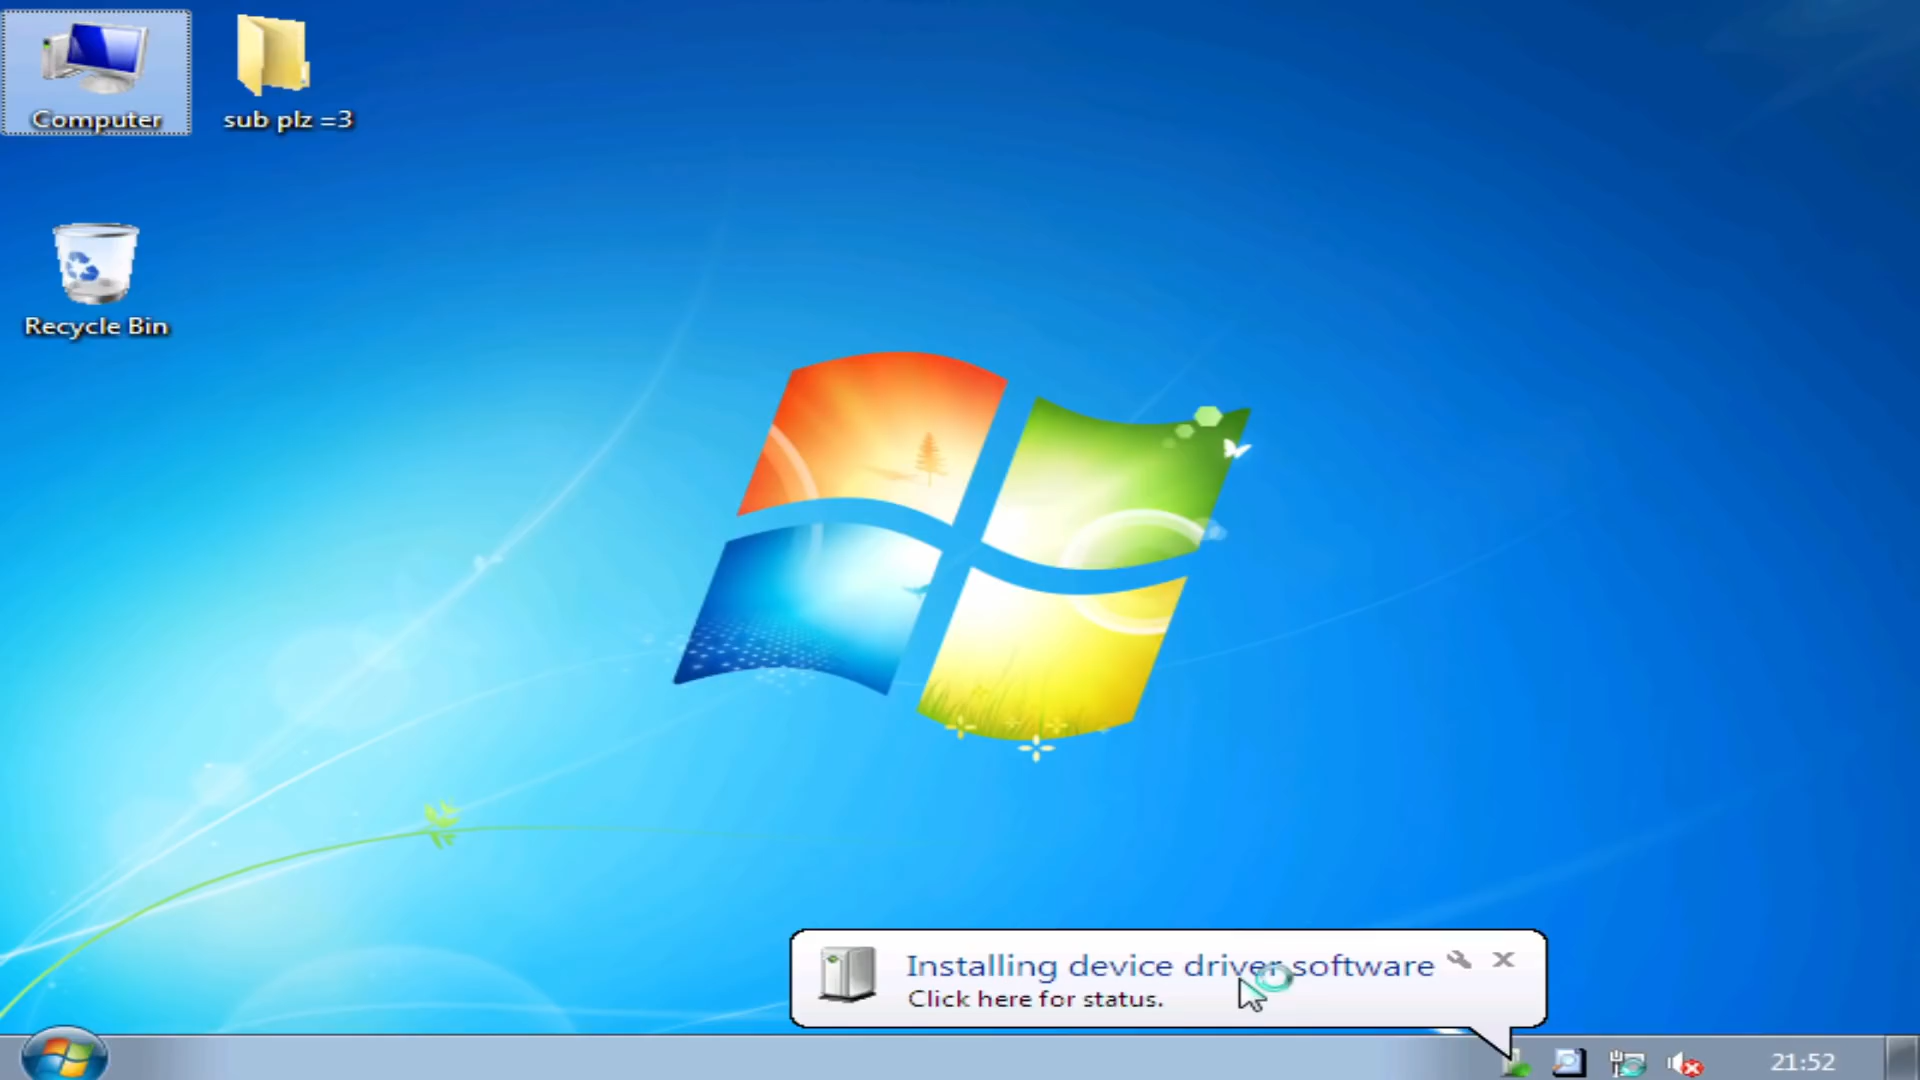 Computer
sub plz =3
Recycle Bin
Installing device driver software
Click here for status.
21:52